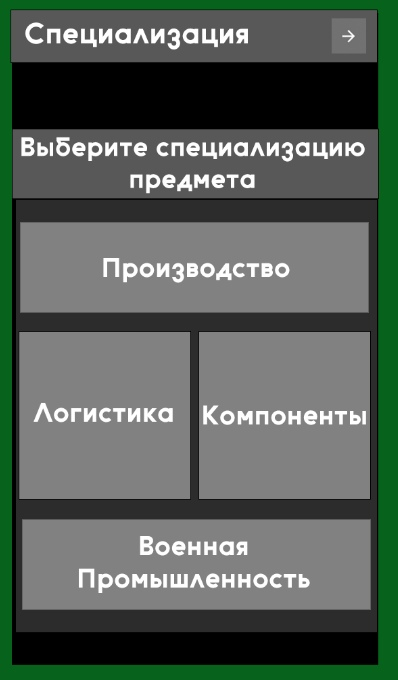 Специализация
Выберите специализацию
предмета
Производство
Логистика
Компоненты
Военная
Промышленность